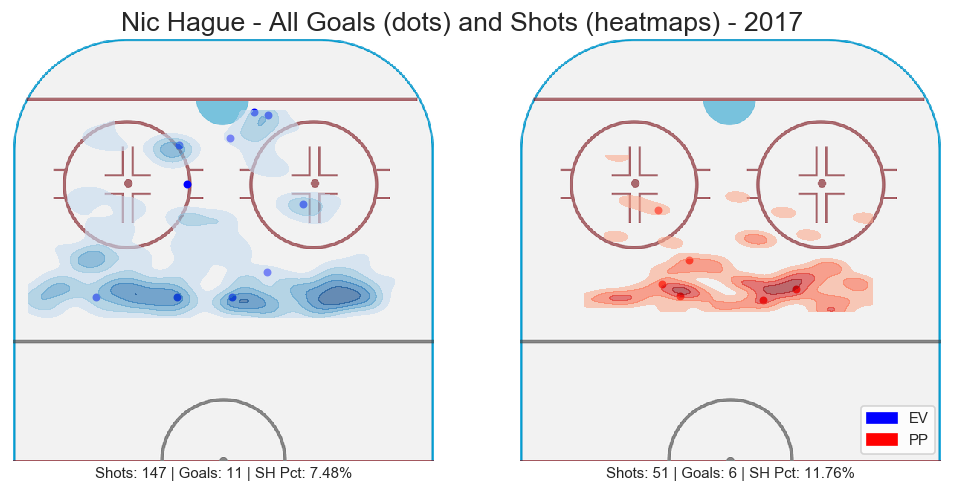 Nic Hague - All Goals (dots) and Shots (heatmaps) - 2017
EV
PP
Shots: 147 | Goals: 11 | SH Pct: 7.48%
Shots: 51 | Goals: 6 | SH Pct: 11.76%